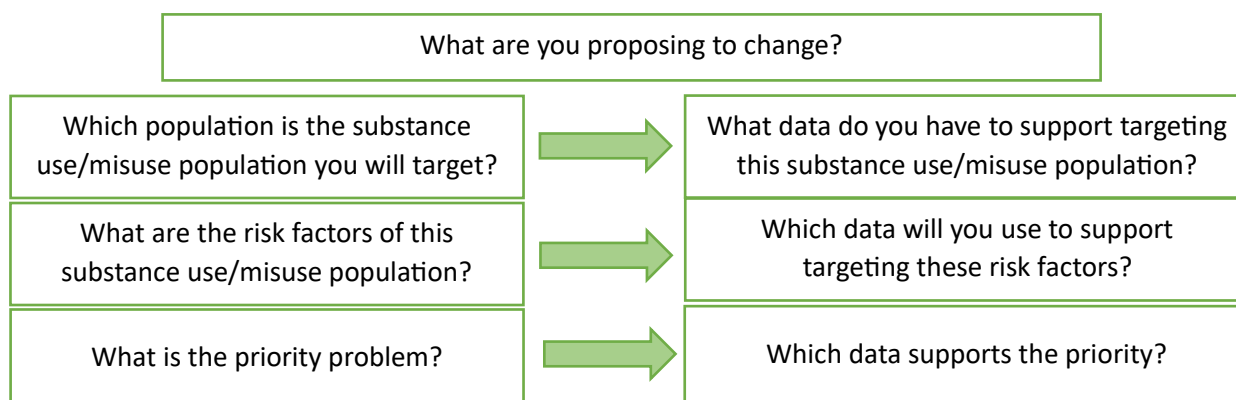 What are you proposing to change?
Which population is the substance
use/misuse population you will target?
What data do you have to support targeting
this substance use/misuse population?
What are the risk factors of this
substance use/misuse population?
Which data will you use to support
targeting these risk factors?
What is the priority problem?
Which data supports the priority?